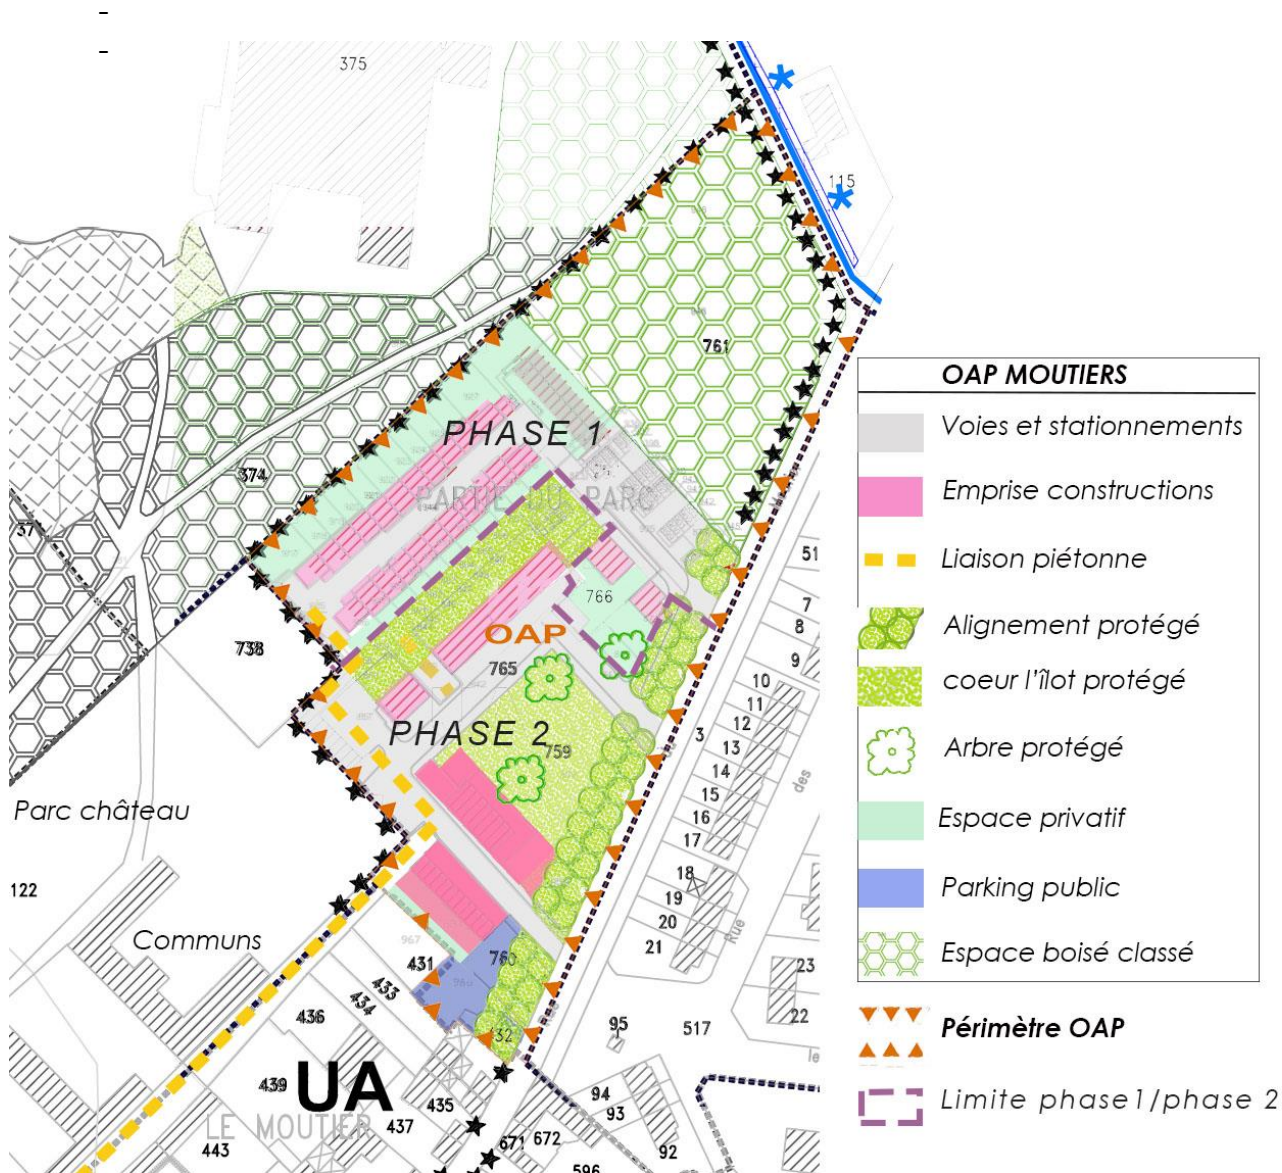 -
-
375
115
761
PHASE 1
PARTIE DU PARC
374
37
766
OAP
738
765
PHASE 2
759
Parc château
122
Communs
967
431
760
433
434
436
439
UA
LE MOUTIER
435
437
443
32
671
672
596
92
93
94
95
517
51
7
8
9
10
11
12
3
13
14
15
16
17
18
19
20
21
Rue
des
23
22
le
OAP MOUTIERS
Voies et stationnements
Emprise constructions
Liaison piétonne
Alignement protégé
coeur l'îlot protégé
Arbre protégé
Espace privatif
Parking public
Espace boisé classé
Périmètre OAP
Limite phase1/phase 2